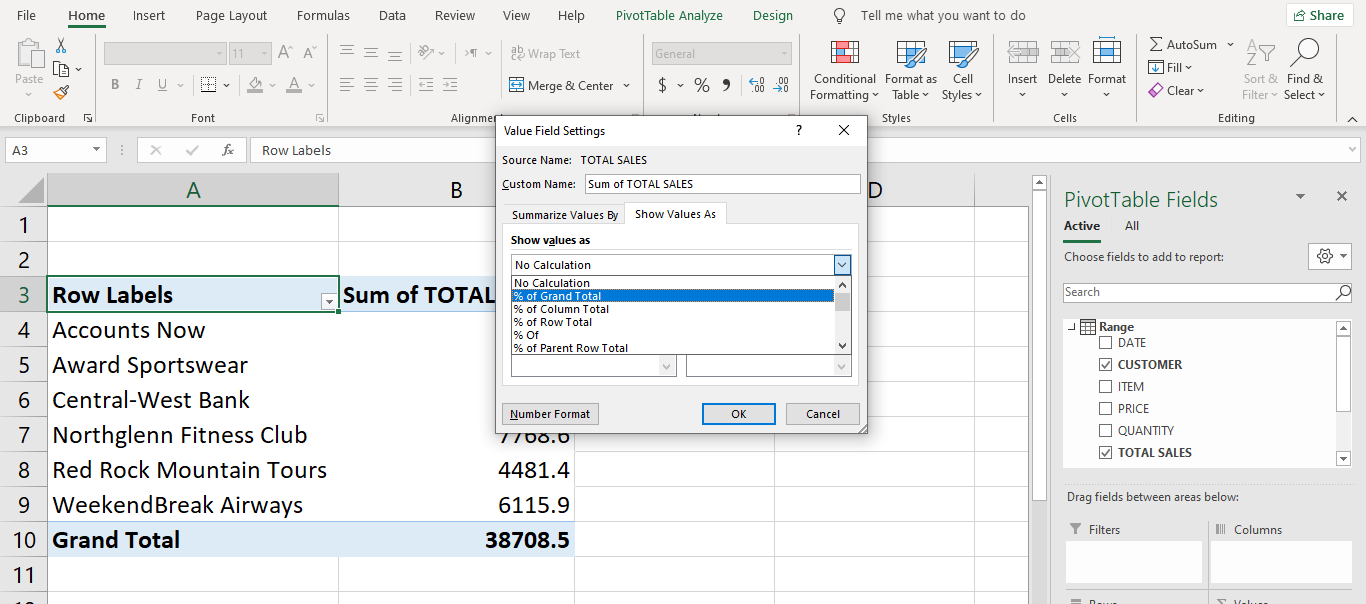 File Home Insert Page Layout Formulas Data Review View Help PivotTable Analyze Design Tell me what you want to do Share
Paste
Clipboard
11 A A
B I U A
Font
ab Wrap Text
Merge & Center
General
$ % 9
Conditional Formatting
Format as Table
Cell Styles
Styles
Insert Delete Format
Cells
AutoSum
Fill
Clear
Sort & Filter
Find & Select
Editing
A3 fx Row Labels
A B D
1
2
3 Row Labels Sum of TOTAL
4 Accounts Now
5 Award Sportswear
6 Central-West Bank
7 Northglenn Fitness Club 7768.6
8 Red Rock Mountain Tours 4481.4
9 WeekendBreak Airways 6115.9
10 Grand Total 38708.5
11
Value Field Settings ?
Source Name: TOTAL SALES
Custom Name: Sum of TOTAL SALES
Summarize Values By Show Values As
Show values as
No Calculation
No Calculation
% of Grand Total
% of Column Total
% of Row Total
% Of
% of Parent Row Total
Number Format OK Cancel
PivotTable Fields
Active All
Choose fields to add to report:
Search
Range
DATE
CUSTOMER
ITEM
PRICE
QUANTITY
TOTAL SALES
Drag fields between areas below:
Filters Columns